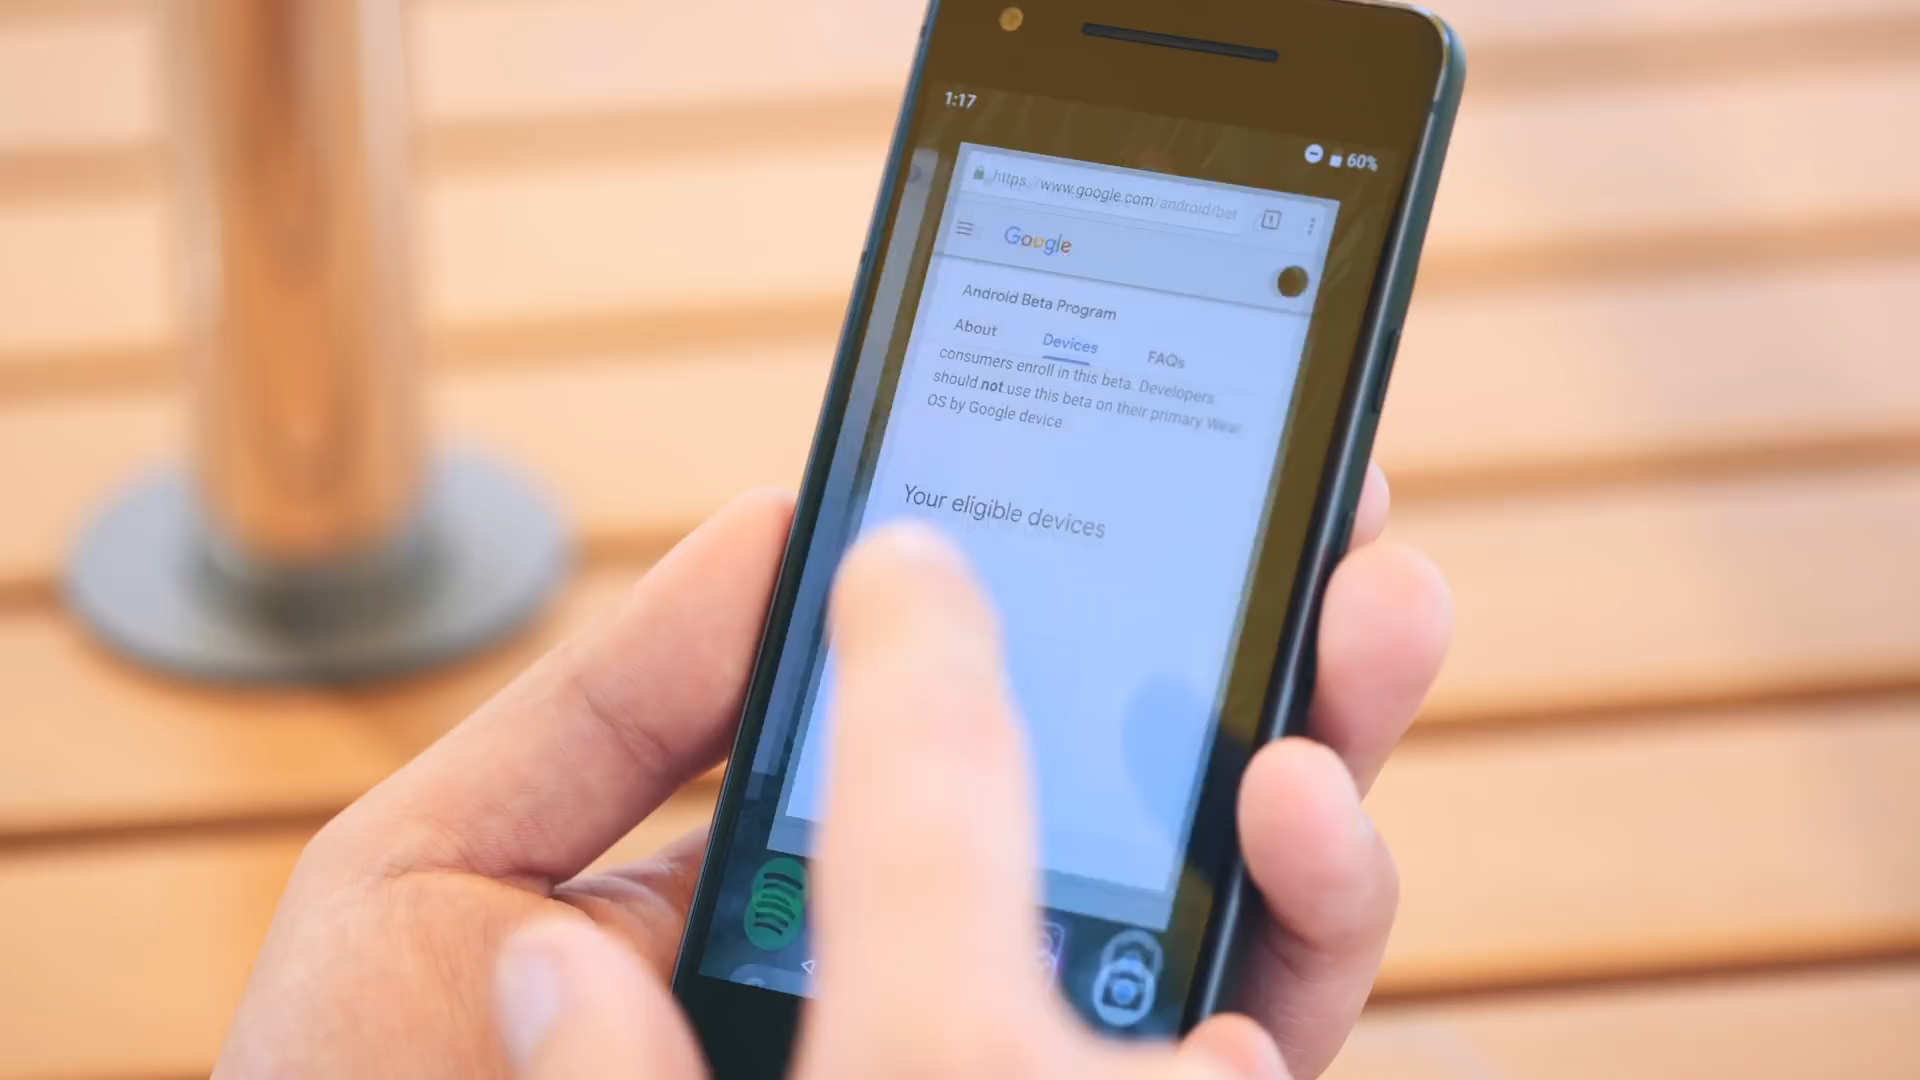 1:17
60%
https://www.google.com/android/bet
1
Google
Android Beta Program
About Devices FAQs
consumers enroll in this beta. Developers
should not use this beta on their primary Wear
OS by Google device
Your eligible devices